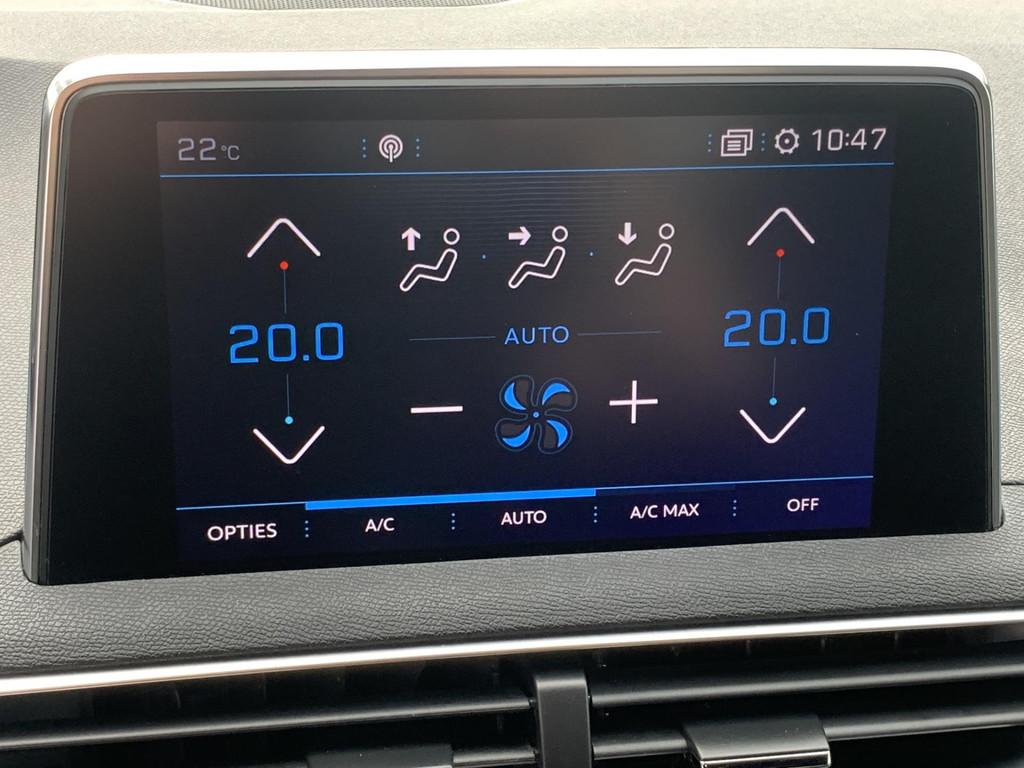 22°C 10:47
20.0 20.0
AUTO
OPTIES A/C AUTO A/C MAX OFF